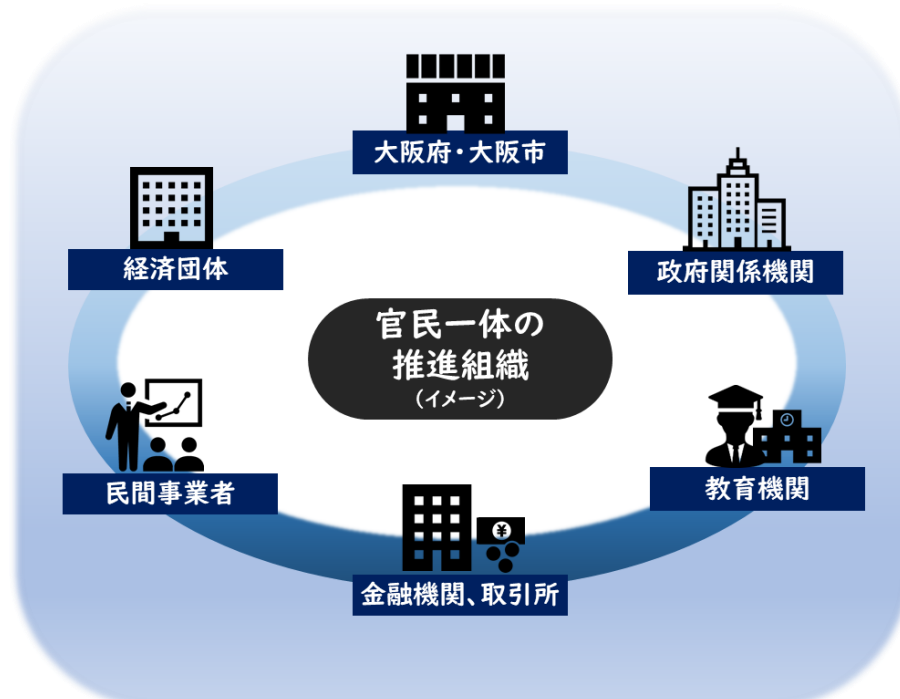 大阪府・大阪市
経済団体
政府関係機関
官民一体の
推進組織
(イメージ)
民間事業者
教育機関
¥
金融機関、取引所